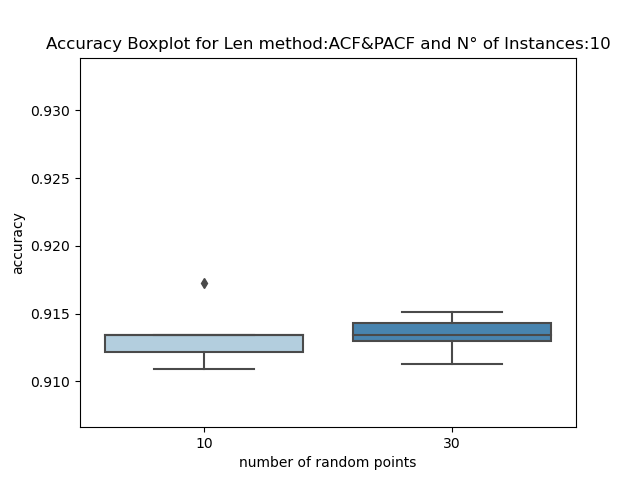 Accuracy Boxplot for Len method:ACF&PACF and N° of Instances:10
0.930
0.925
0.920
0.915
0.910
accuracy
10
30
number of random points